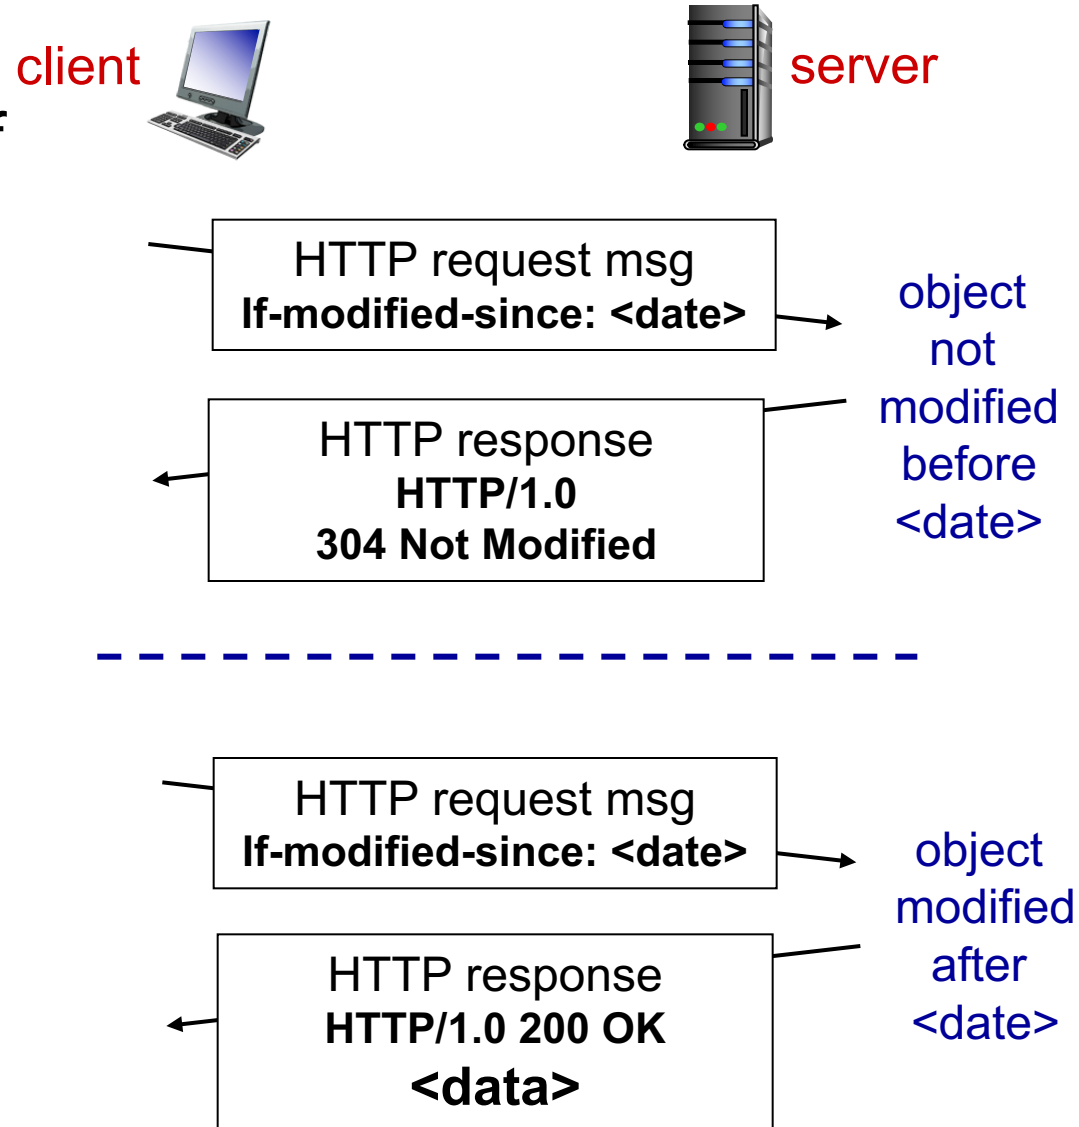 client
server
f
HTTP request msg
If-modified-since: <date>
object
not
modified
before
<date>
HTTP response
HTTP/1.0
304 Not Modified
HTTP request msg
If-modified-since: <date>
object
modified
after
<date>
HTTP response
HTTP/1.0 200 OK
<data>